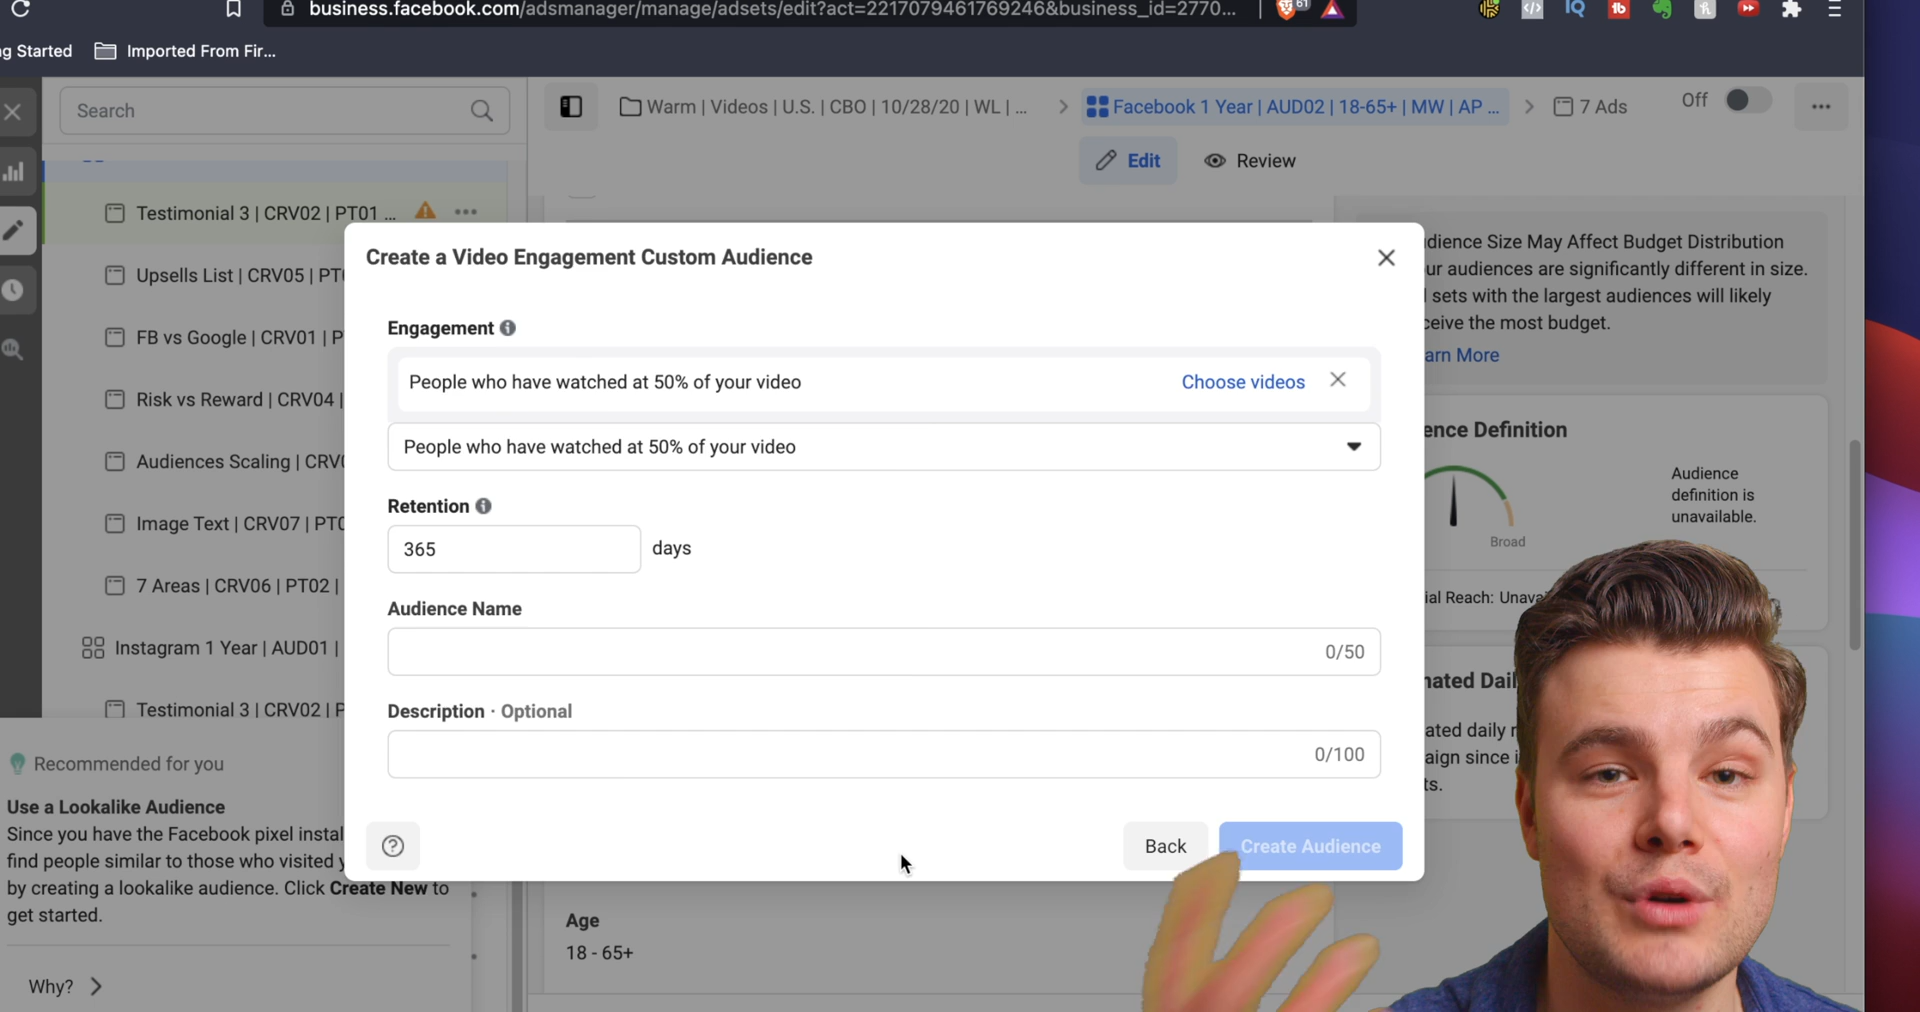 business.facebook.com/adsmanager/manage/adsets/edit?act=2217079461769246&business_id=2770...
61
</>
IQ
tb
h
ng Started
Imported From Fir...
Search
Warm | Videos | U.S. | CBO | 10/28/20 | WL | ...
Facebook 1 Year | AUD02 | 18-65+ | MW | AP ...
7 Ads
Off
Edit
Review
Testimonial 3 | CRV02 | PT01 ...
Upsells List | CRV05 | PT0
FB vs Google | CRV01 | P
Risk vs Reward | CRV04 |
Audiences Scaling | CRV
Image Text | CRV07 | PT0
7 Areas | CRV06 | PT02 |
Instagram 1 Year | AUD01 |
Testimonial 3 | CRV02 | P
Recommended for you
Use a Lookalike Audience
Since you have the Facebook pixel instal
find people similar to those who visited y
by creating a lookalike audience. Click Create New to
get started.
Why?
Create a Video Engagement Custom Audience
Engagement
People who have watched at 50% of your video
Choose videos
People who have watched at 50% of your video
Retention
365
days
Audience Name
0/50
Description · Optional
0/100
Back
Create Audience
Age
18 - 65+
dience Size May Affect Budget Distribution
ur audiences are significantly different in size.
sets with the largest audiences will likely
ceive the most budget.
arn More
ence Definition
Audience
definition is
unavailable.
Broad
ial Reach: Unava
nated Dail
ated daily r
aign since i
ts.